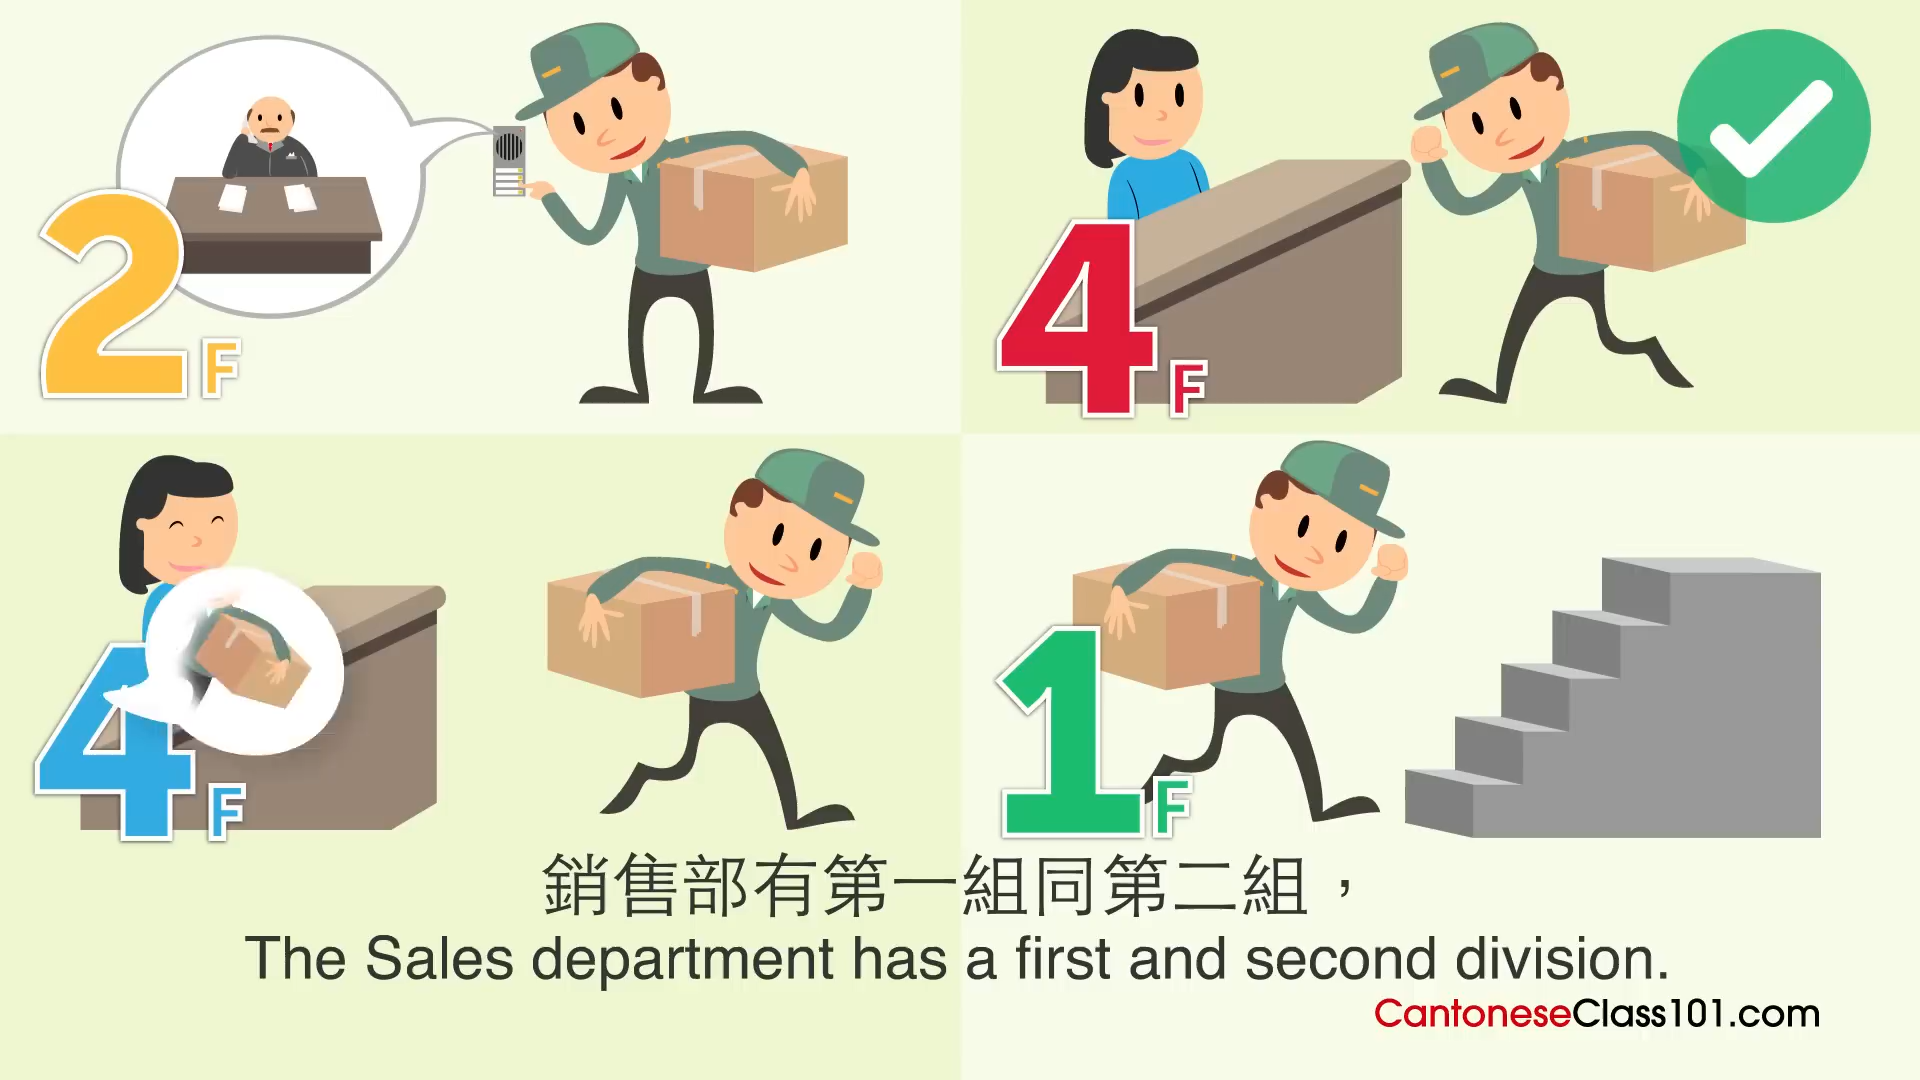 2F
4F
4F
1F
銷售部有第一組同第二組，
The Sales department has a first and second division.
CantoneseClass101.com